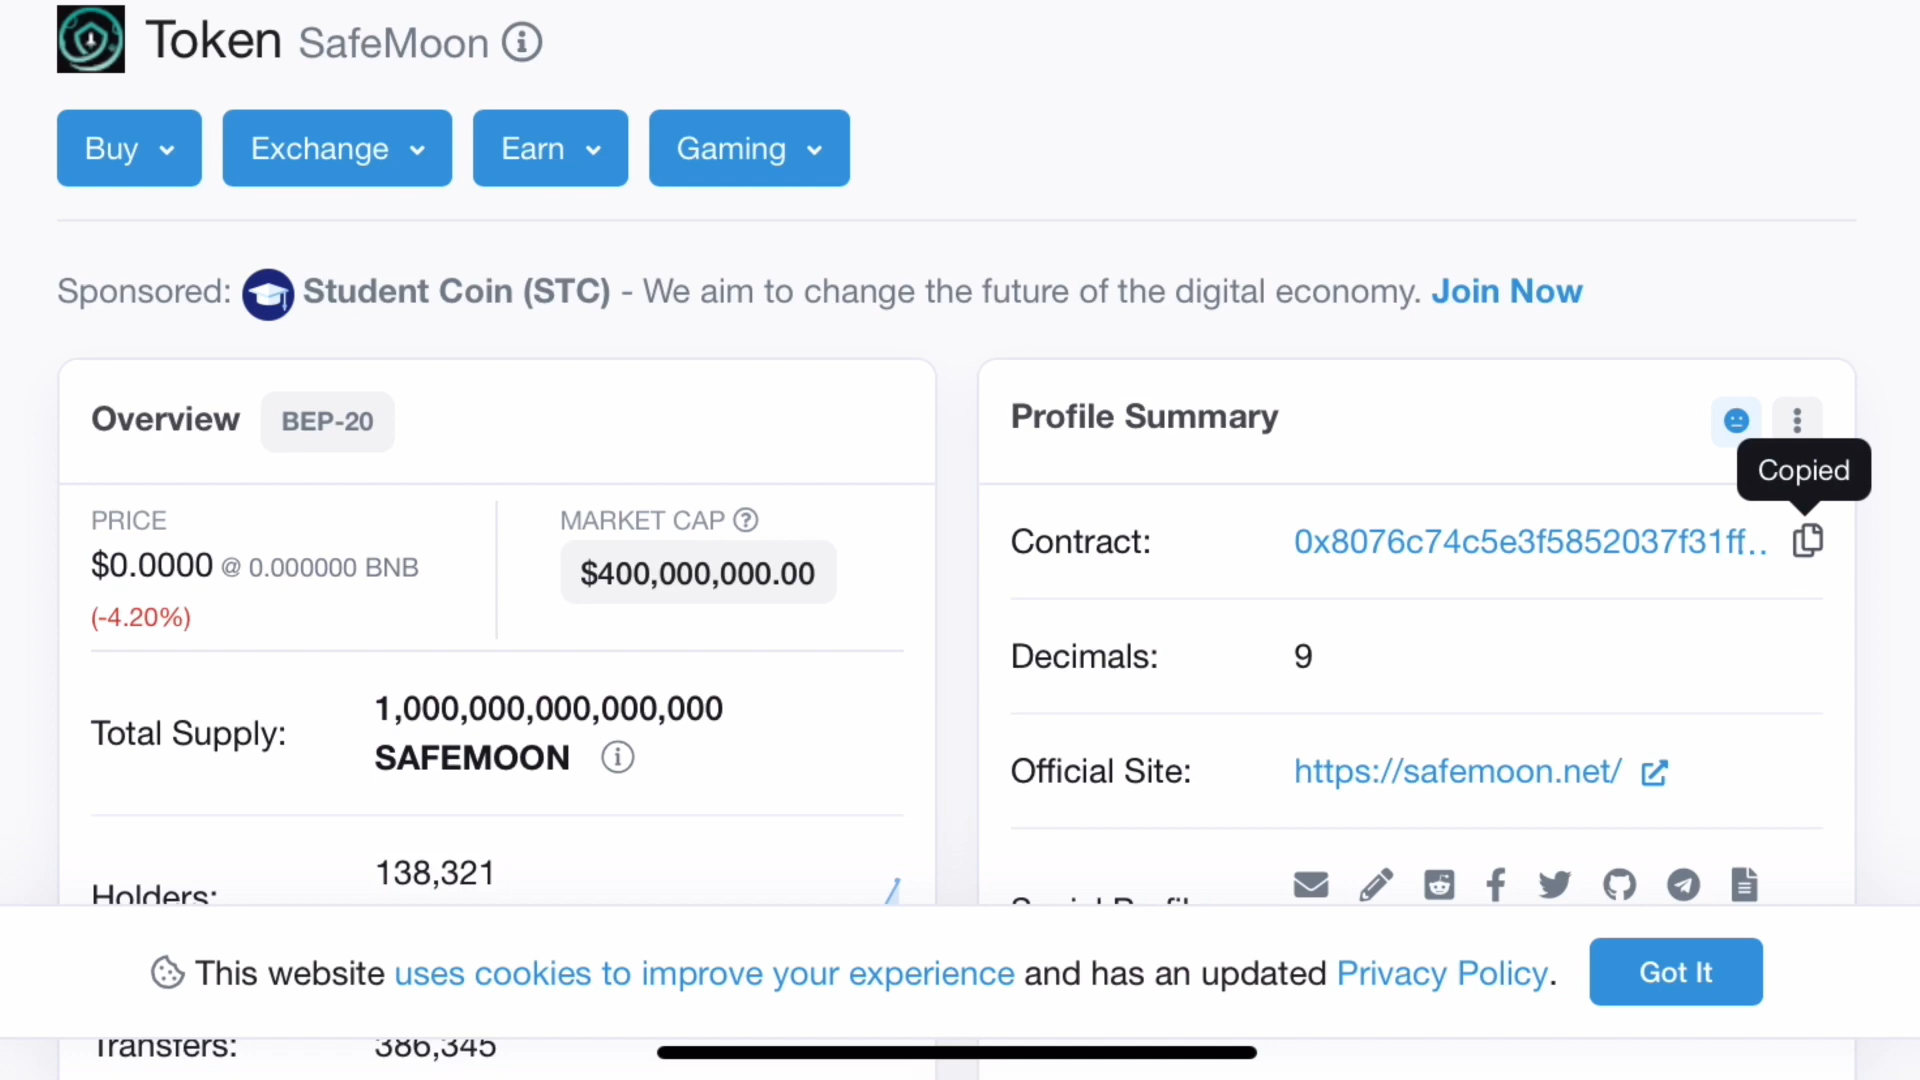 Token SafeMoon
Buy
Exchange
Earn
Gaming
Sponsored: Student Coin (STC) - We aim to change the future of the digital economy. Join Now
Overview BEP-20
PRICE
$0.0000 @ 0.000000 BNB
(-4.20%)
MARKET CAP
$400,000,000.00
Total Supply:
1,000,000,000,000,000
SAFEMOON
Holders:
138,321
Profile Summary
Copied
Contract: 0x8076c74c5e3f5852037f31ff..
Decimals: 9
Official Site: https://safemoon.net/
This website uses cookies to improve your experience and has an updated Privacy Policy.
Got It
Transfers: 386,345